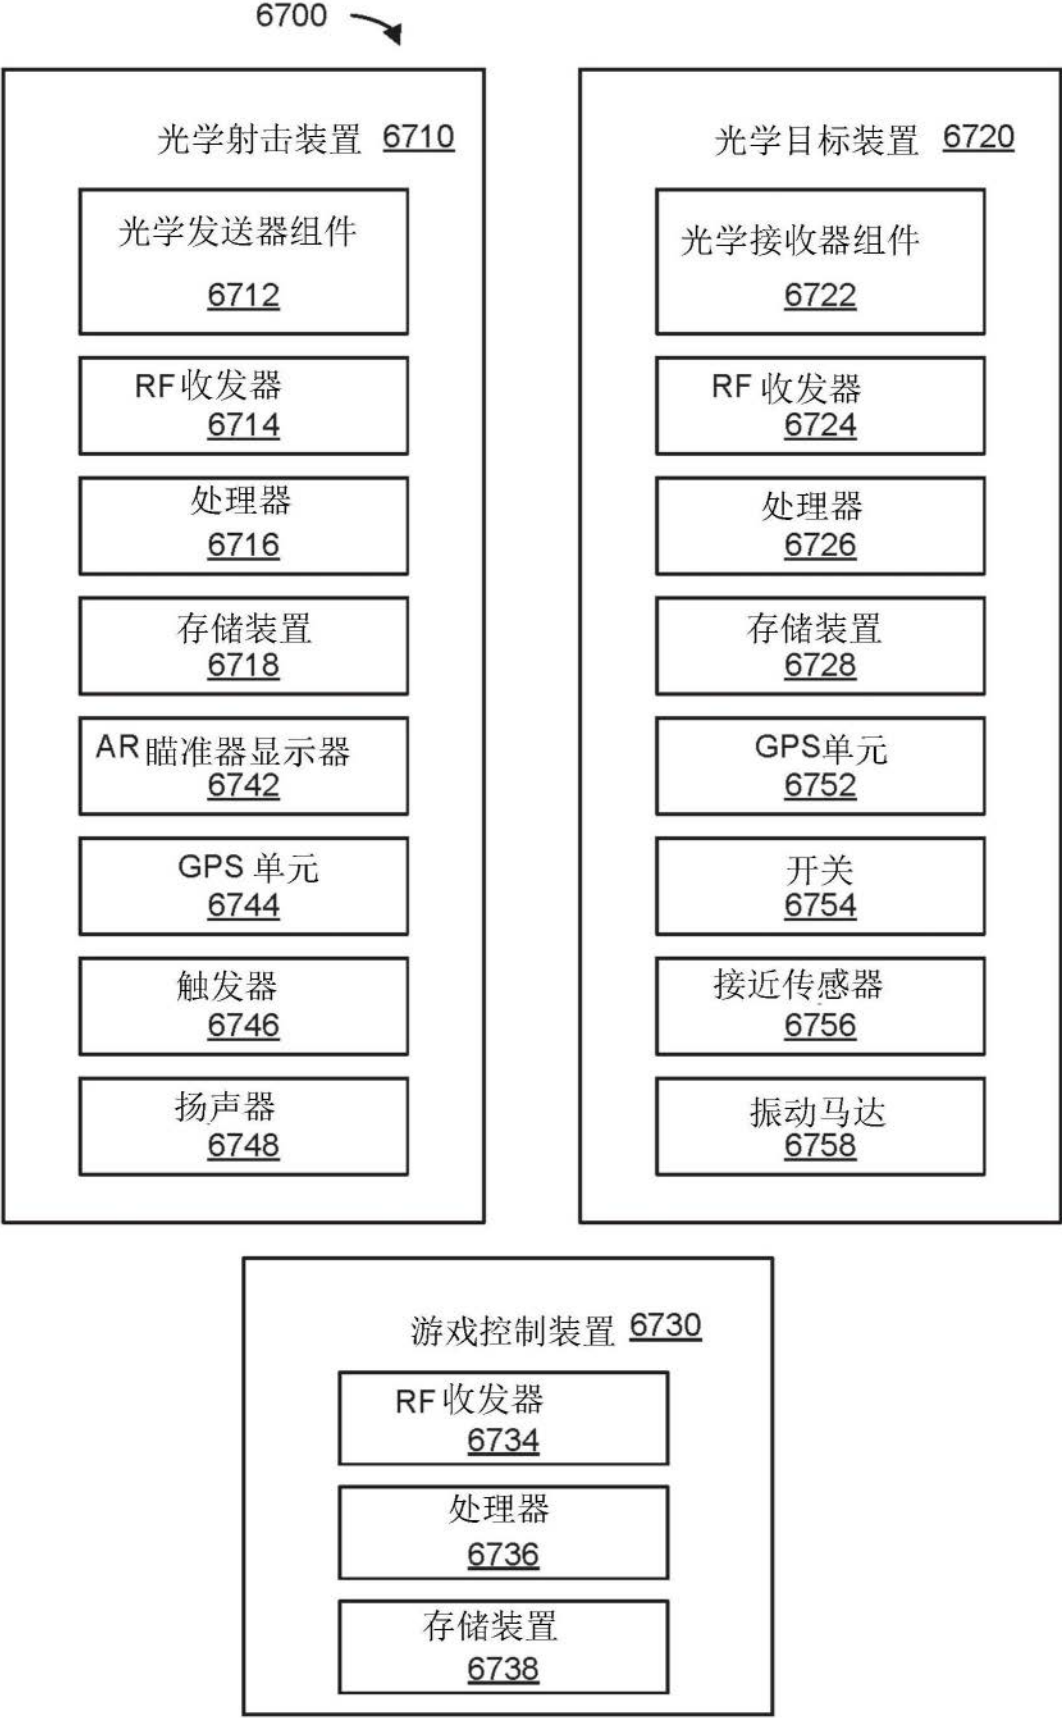 6700
光学射击装置 6710
光学发送器组件
6712
RF收发器
6714
处理器
6716
存储装置
6718
AR瞄准器显示器
6742
GPS 单元
6744
触发器
6746
扬声器
6748
光学目标装置 6720
光学接收器组件
6722
RF 收发器
6724
处理器
6726
存储装置
6728
GPS单元
6752
开关
6754
接近传感器
6756
振动马达
6758
游戏控制装置 6730
RF收发器
6734
处理器
6736
存储装置
6738